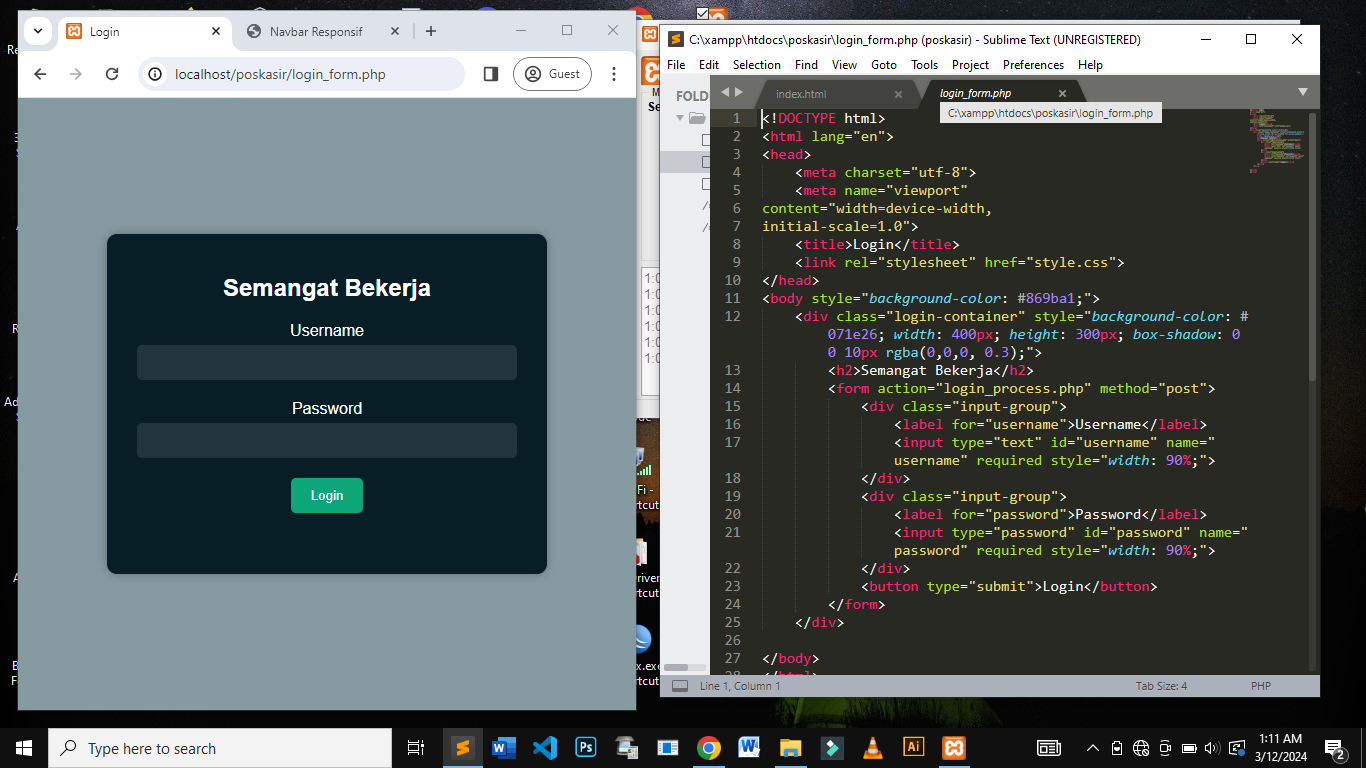 Login
Navbar Responsif
localhost/poskasir/login_form.php
Guest
Semangat Bekerja
Username
Password
Login
C:\xampp\htdocs\poskasir\login_form.php (poskasir) - Sublime Text (UNREGISTERED)
File Edit Selection Find View Goto Tools Project Preferences Help
FOLD
index.html
login_form.php
C:\xampp\htdocs\poskasir\login_form.php
1 <!DOCTYPE html>
2 <html lang="en">
3 <head>
4 <meta charset="utf-8">
5 <meta name="viewport"
6 content="width=device-width,
7 initial-scale=1.0">
8 <title>Login</title>
9 <link rel="stylesheet" href="style.css">
10 </head>
11 <body style="background-color: #869ba1;">
12 <div class="login-container" style="background-color: #
071e26; width: 400px; height: 300px; box-shadow: 0
0 10px rgba(0,0,0, 0.3);">
13 <h2>Semangat Bekerja</h2>
14 <form action="login_process.php" method="post">
15 <div class="input-group">
16 <label for="username">Username</label>
17 <input type="text" id="username" name="
username" required style="width: 90%;">
18 </div>
19 <div class="input-group">
20 <label for="password">Password</label>
21 <input type="password" id="password" name="
password" required style="width: 90%;">
22 </div>
23 <button type="submit">Login</button>
24 </form>
25 </div>
26
27 </body>
28 </html>
Line 1, Column 1
Tab Size: 4
PHP
Type here to search
1:11 AM
3/12/2024
2